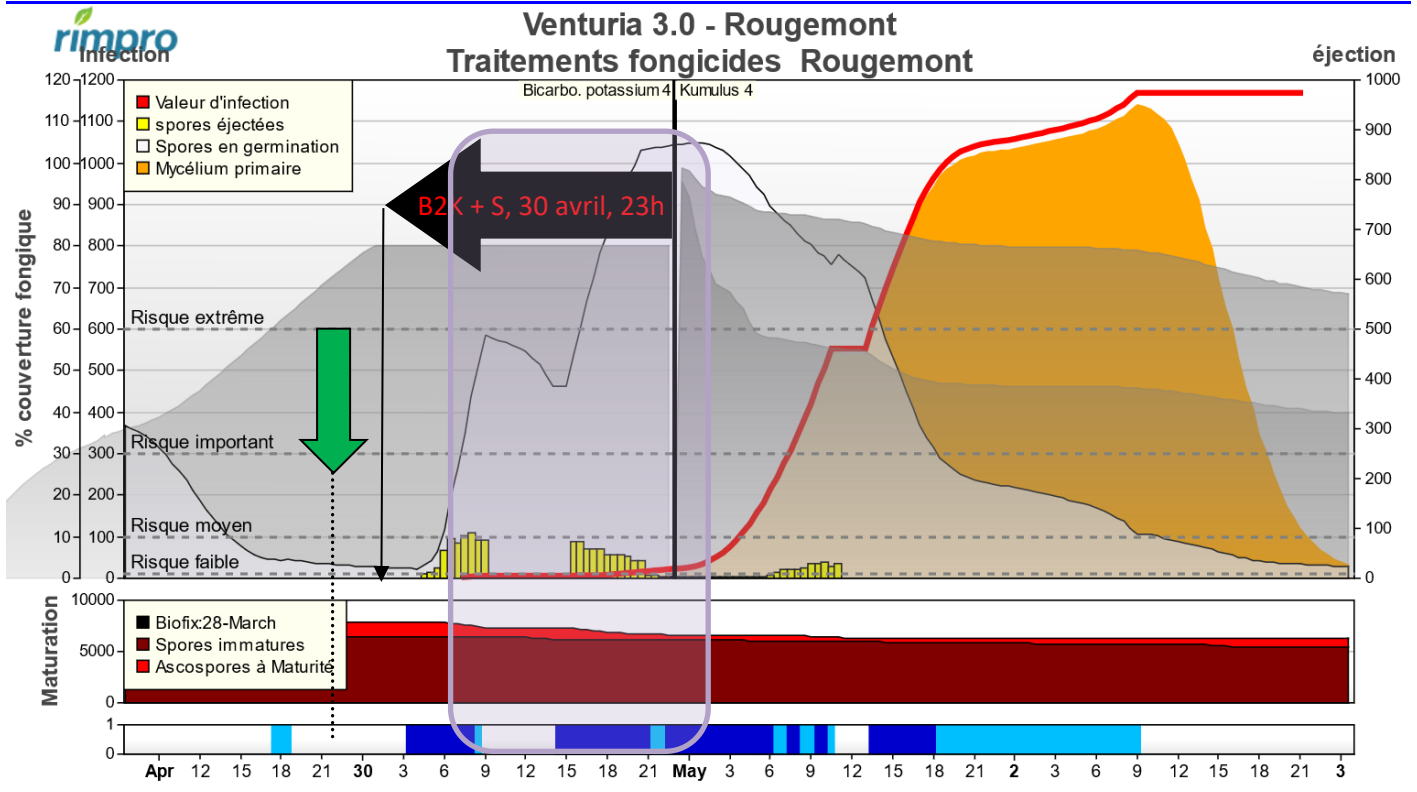 rimpro
Venturia 3.0 - Rougemont
Traitements fongicides  Rougemont
Infection
éjection
Bicarbo. potassium 4 Kumulus 4
Valeur d'infection
spores éjectées
Spores en germination
Mycélium primaire
120 1200
110 1100
100 1000
90 900
80 800
70 700
60 600
50 500
40 400
30 300
20 200
10 100
0 0
% couverture fongique
B2K + S, 30 avril, 23h
Risque extrême
Risque important
Risque moyen
Risque faible
1000
900
800
700
600
500
400
300
200
100
0
Maturation
10000
5000
0
Biofix:28-March
Spores immatures
Ascospores à Maturité
1
0
Apr 12 15 18 21 30 3 6 9 12 15 18 21 May 3 6 9 12 15 18 21 2 3 6 9 12 15 18 21 3